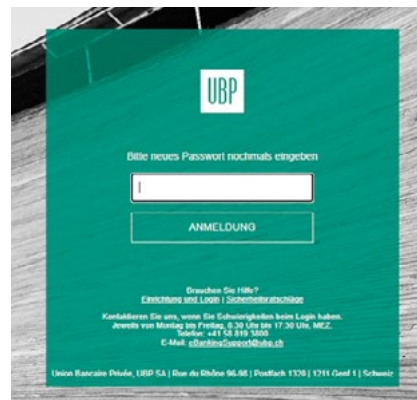 UBP
Bitte neues Passwort nochmals eingeben
ANMELDUNG
Brauchen Sie Hilfe?
Einrichtung und Login | Sicherheitsratschläge
Kontaktieren Sie uns, wenn Sie Schwierigkeiten beim Login haben.
Jeweils von Montag bis Freitag, 8.30 Uhr bis 17.30 Uhr, MEZ.
Telefon: +41 58 819 3800
E-Mail: eBankingSupport@ubp.ch
Union Bancaire Privée, UBP SA | Rue du Rhône 96-98 | Postfach 1320 | 1211 Genf 1 | Schweiz